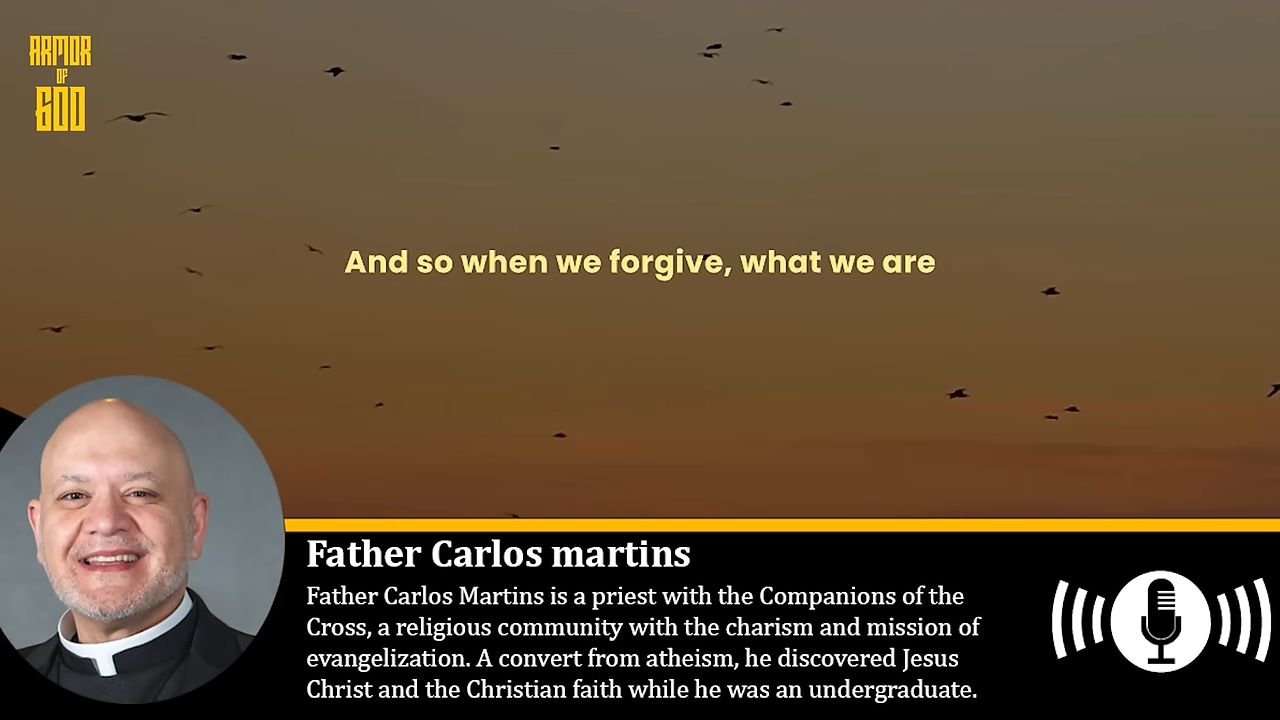 ARMOR
OF
GOD
And so when we forgive, what we are
Father Carlos martins
Father Carlos Martins is a priest with the Companions of the
Cross, a religious community with the charism and mission of
evangelization. A convert from atheism, he discovered Jesus
Christ and the Christian faith while he was an undergraduate.